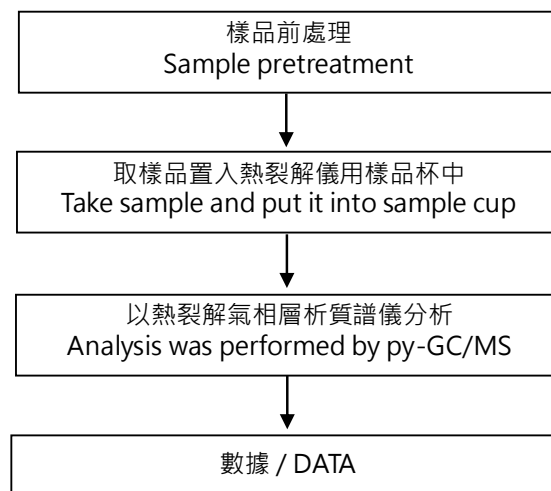 樣品前處理
Sample pretreatment
取樣品置入熱裂解儀用樣品杯中
Take sample and put it into sample cup
以熱裂解氣相層析質譜儀分析
Analysis was performed by py-GC/MS
數據 / DATA